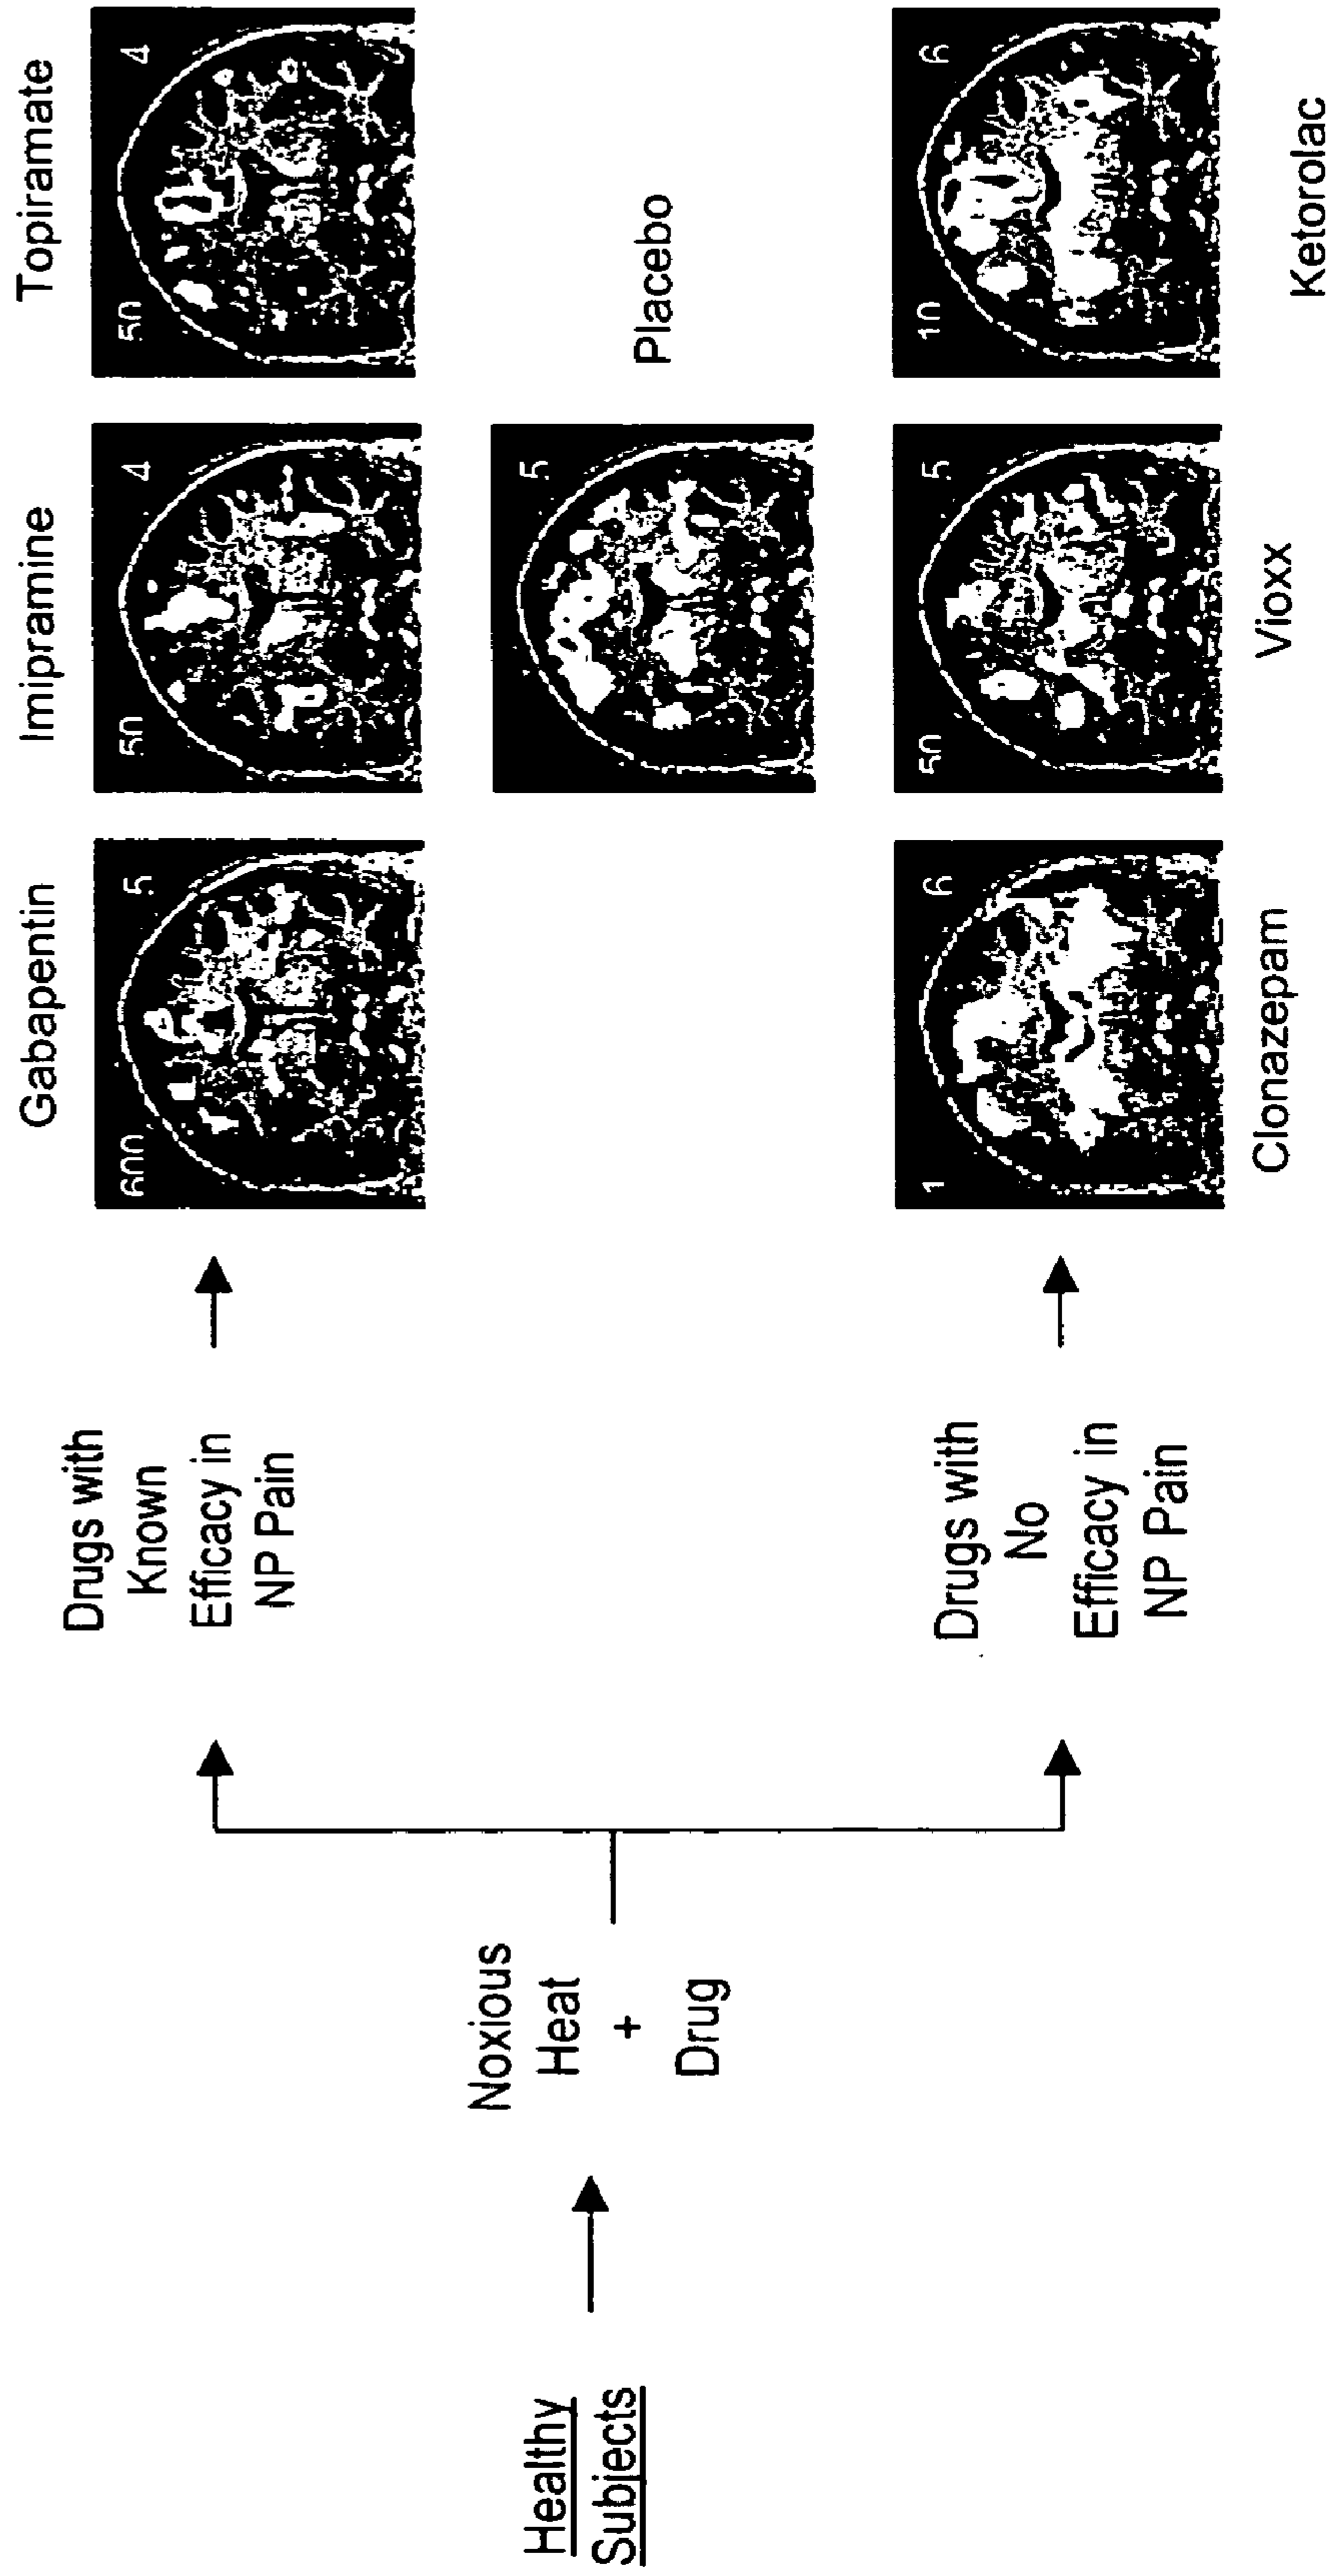 Healthy
Subjects
Noxious
Heat
+
Drug
Drugs with
Known
Efficacy in
NP Pain
Drugs with
No
Efficacy in
NP Pain
Gabapentin
Imipramine
Topiramate
600
5
50
4
50
4
5
Placebo
1
6
50
5
10
6
Clonazepam
Vioxx
Ketorolac